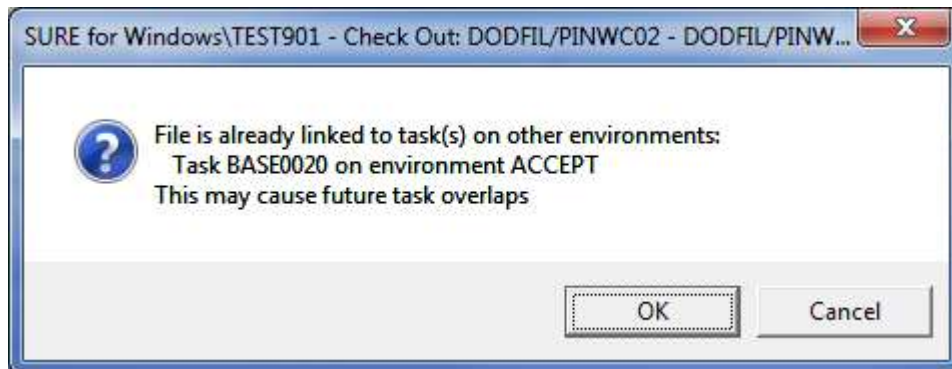 SURE for Windows\TEST901 - Check Out: DODFIL/PINWC02 - DODFIL/PINW...
File is already linked to task(s) on other environments:
Task BASE0020 on environment ACCEPT
This may cause future task overlaps
OK
Cancel